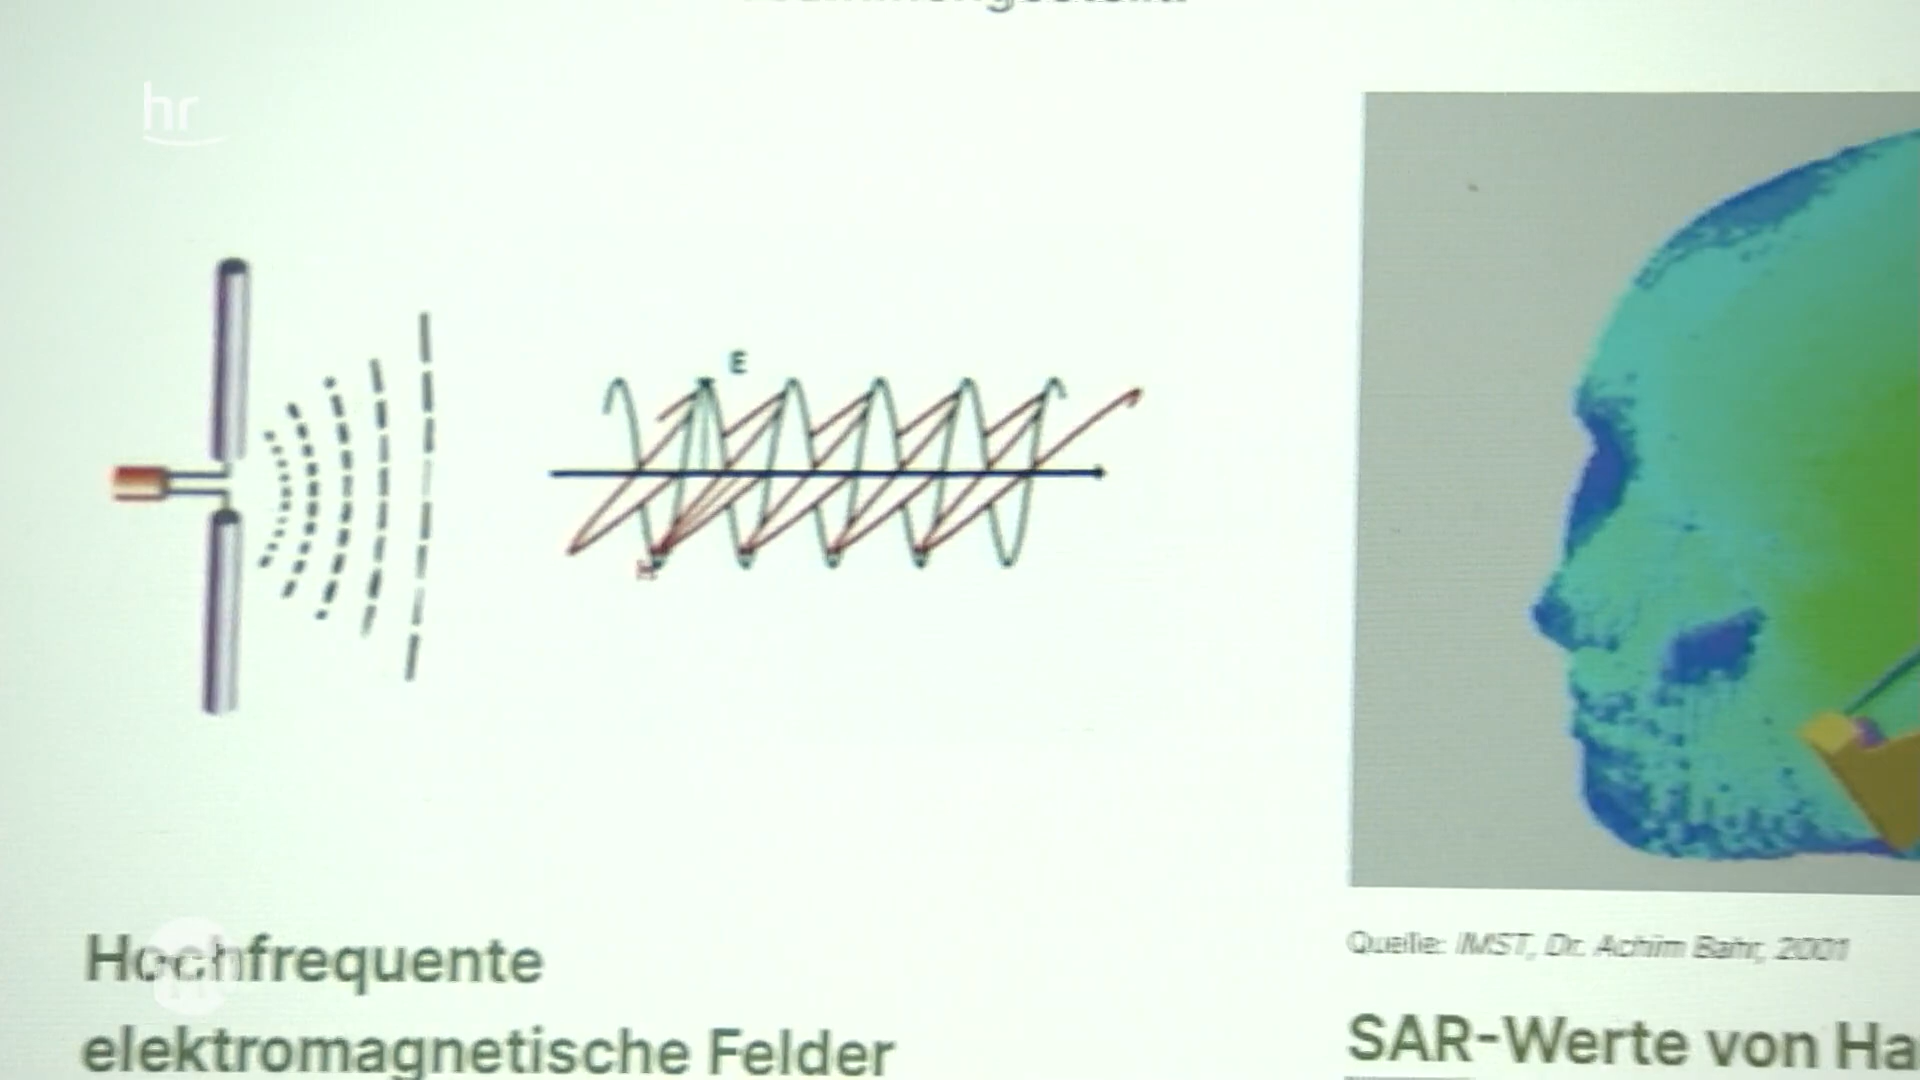 hr
E
H
Hochfrequente
elektromagnetische Felder
Quelle: IMST, Dr. Achim Bahr, 2001
SAR-Werte von Ha